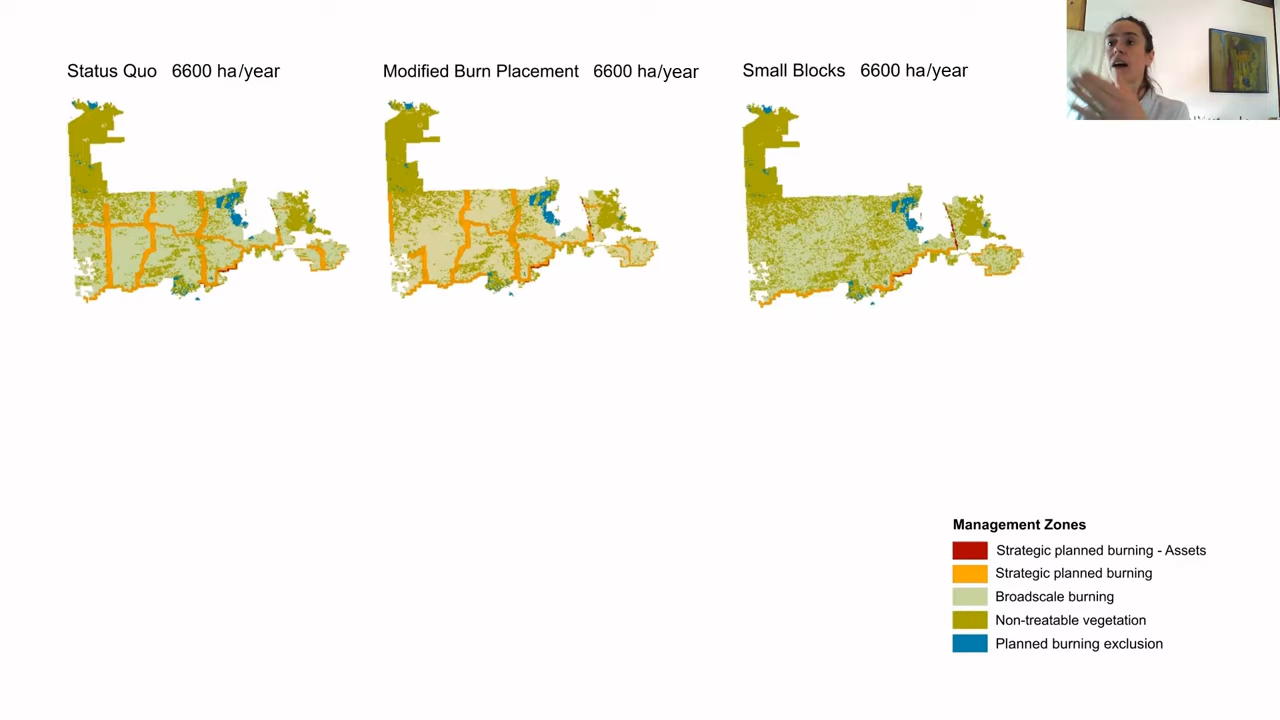 Status Quo 6600 ha/year
Modified Burn Placement 6600 ha/year
Small Blocks 6600 ha/year
Management Zones
Strategic planned burning - Assets
Strategic planned burning
Broadscale burning
Non-treatable vegetation
Planned burning exclusion